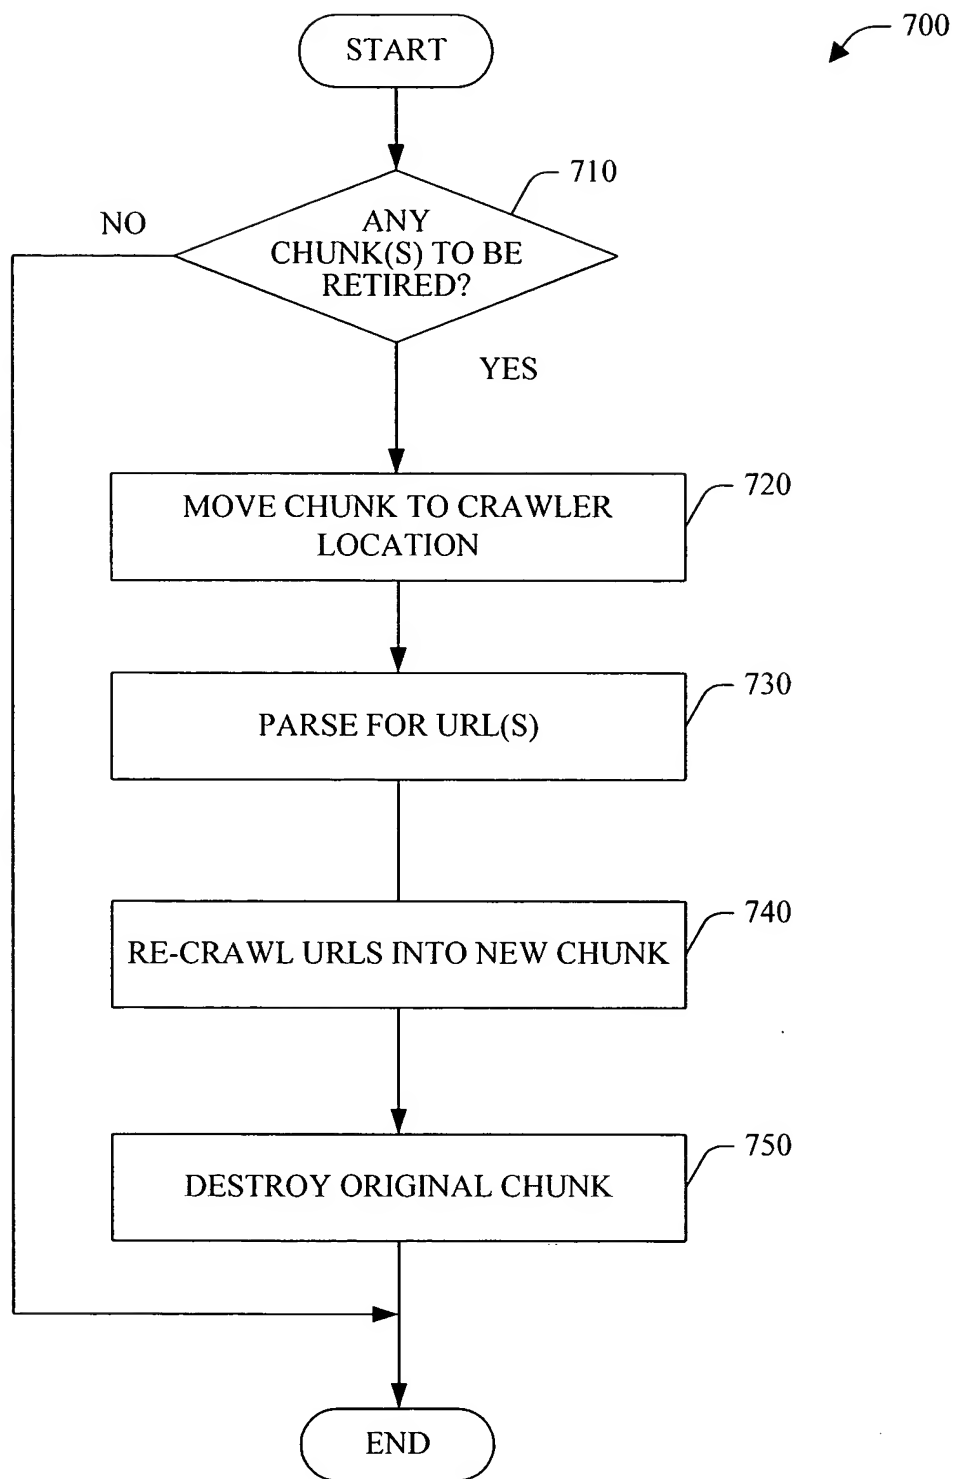 START
700
710
ANY
CHUNK(S) TO BE
RETIRED?
NO
YES
MOVE CHUNK TO CRAWLER
LOCATION
720
PARSE FOR URL(S)
730
RE-CRAWL URLS INTO NEW CHUNK
740
DESTROY ORIGINAL CHUNK
750
END